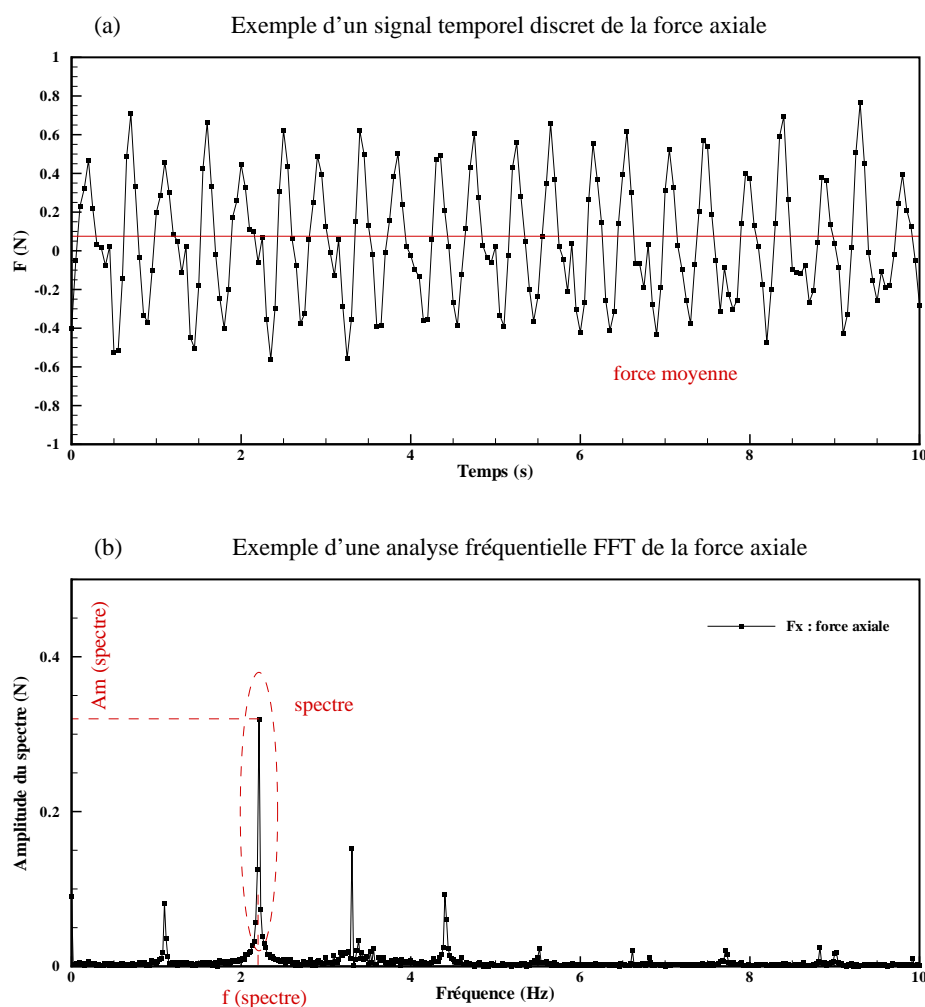 (a) Exemple d’un signal temporel discret de la force axiale
1
0.8
0.6
0.4
0.2
0
-0.2
-0.4
-0.6
-0.8
-1
F (N)
force moyenne
0 2 4 6 8 10
Temps (s)
(b) Exemple d’une analyse fréquentielle FFT de la force axiale
Am (spectre)
Fx : force axiale
spectre
0.4
0.2
0
Amplitude du spectre (N)
0 2 4 6 8 10
f (spectre)
Fréquence (Hz)